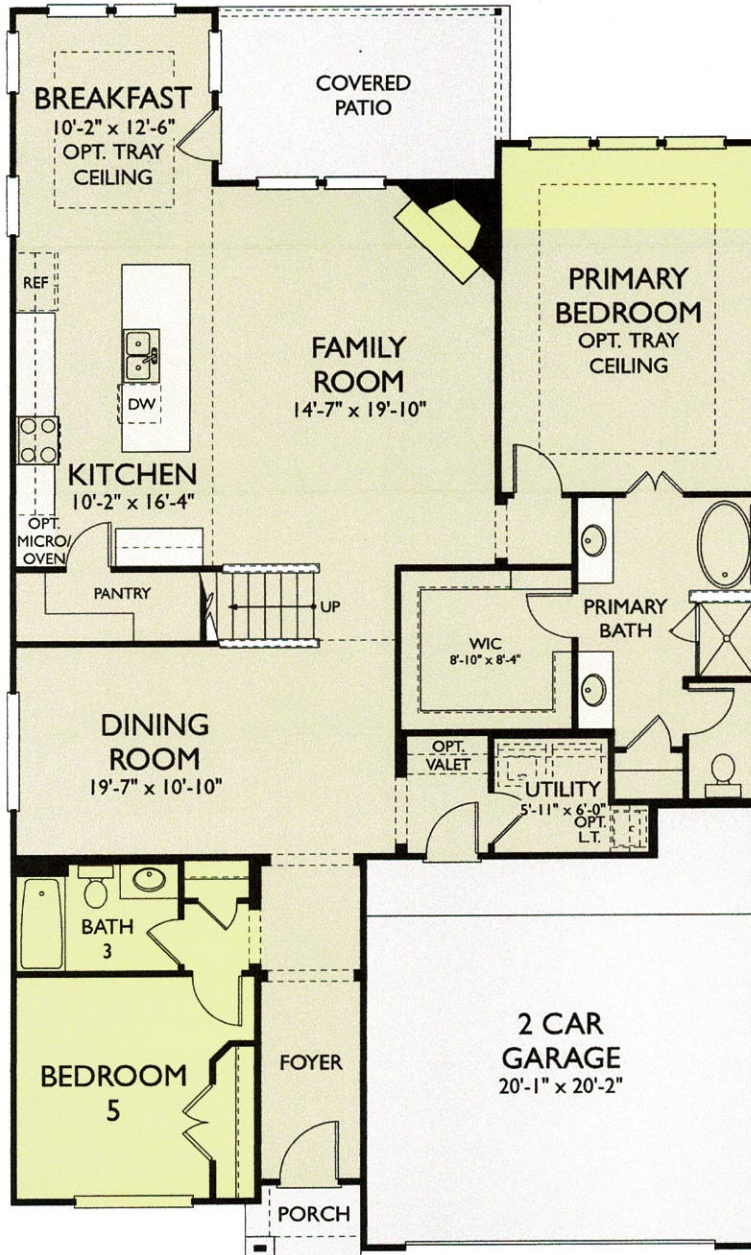 BREAKFAST
10'-2" x 12'-6"
OPT. TRAY
CEILING
COVERED
PATIO
REF
DW
KITCHEN
10'-2" x 16'-4"
OPT.
MICRO/
OVEN
FAMILY
ROOM
14'-7" x 19'-10"
PRIMARY
BEDROOM
OPT. TRAY
CEILING
PANTRY
UP
WIC
8'-10" x 8'-4"
PRIMARY
BATH
DINING
ROOM
19'-7" x 10'-10"
OPT.
VALET
UTILITY
5'-11" x 6'-0"
OPT.
L.T.
BATH
3
BEDROOM
5
FOYER
2 CAR
GARAGE
20'-1" x 20'-2"
PORCH